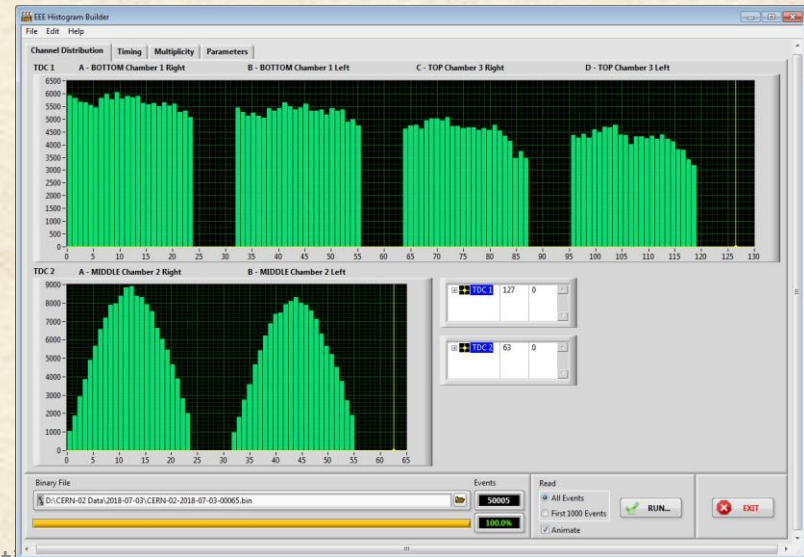 EEE Histogram Builder
File Edit Help
Channel Distribution Timing Multiplicity Parameters
TDC 1 A - BOTTOM Chamber 1 Right B - BOTTOM Chamber 1 Left C - TOP Chamber 3 Right D - TOP Chamber 3 Left
6500
6000
5500
5000
4500
4000
3500
3000
2500
2000
1500
1000
500
0
0 5 10 15 20 25 30 35 40 45 50 55 60 65 70 75 80 85 90 95 100 105 110 115 120 125 130
TDC 2 A - MIDDLE Chamber 2 Right B - MIDDLE Chamber 2 Left
9000
8000
7000
6000
5000
4000
3000
2000
1000
0
0 5 10 15 20 25 30 35 40 45 50 55 60 65
TDC 1 127 0
TDC 2 63 0
Binary File Events Read
D:\CERN-02 Data\2018-07-03\CERN-02-2018-07-03-00065.bin 50005
100.0%
All Events
First 1000 Events
Animate
RUN...
EXIT